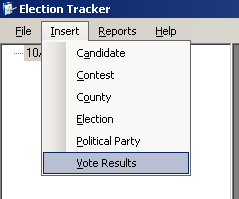 Election Tracker
File Insert Reports Help
10/
Candidate
Contest
County
Election
Political Party
Vote Results